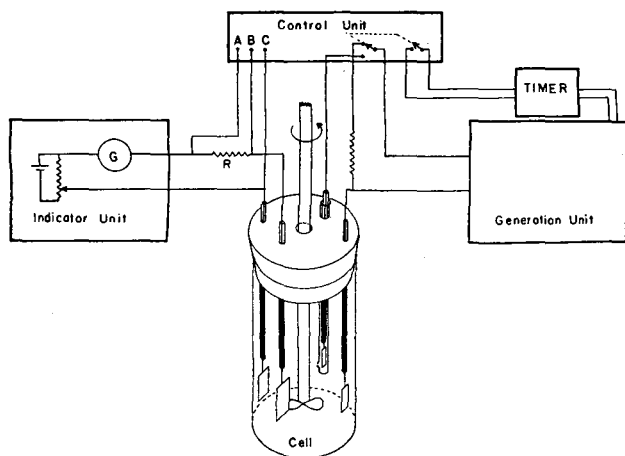 Control Unit
A B C
TIMER
G
R
Indicator Unit
Generation Unit
Cell